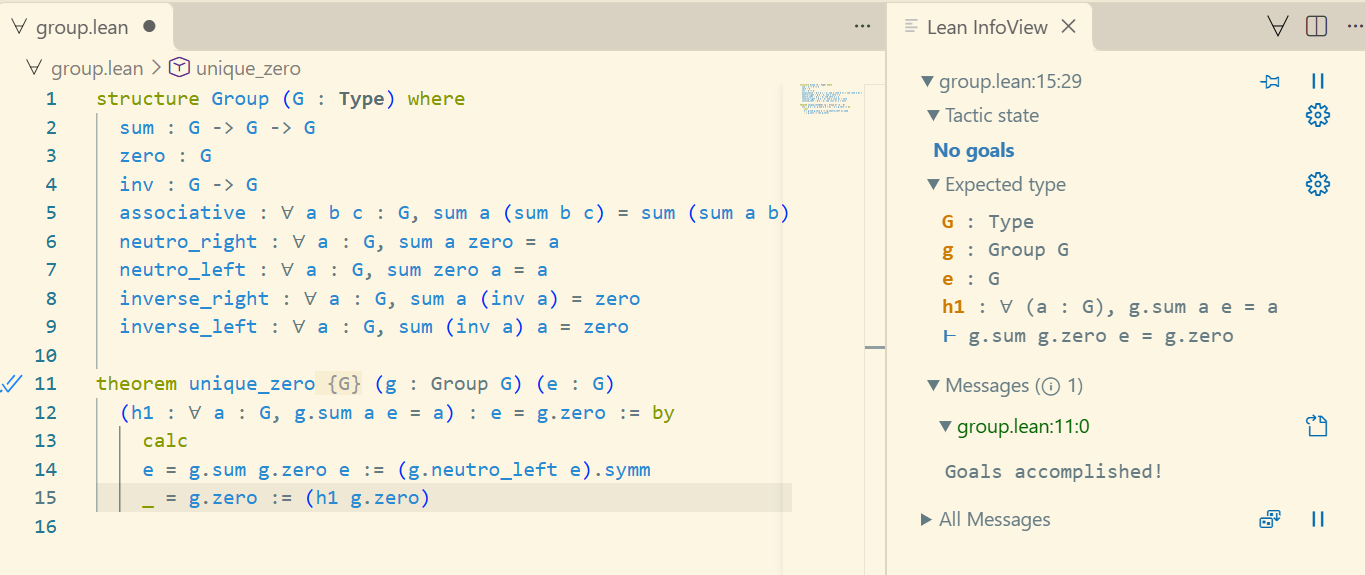 group.lean
group.lean > unique_zero
1 structure Group (G : Type) where
2 sum : G -> G -> G
3 zero : G
4 inv : G -> G
5 associative : ∀ a b c : G, sum a (sum b c) = sum (sum a b)
6 neutro_right : ∀ a : G, sum a zero = a
7 neutro_left : ∀ a : G, sum zero a = a
8 inverse_right : ∀ a : G, sum a (inv a) = zero
9 inverse_left : ∀ a : G, sum (inv a) a = zero
10
11 theorem unique_zero {G} (g : Group G) (e : G)
12 (h1 : ∀ a : G, g.sum a e = a) : e = g.zero := by
13 calc
14 e = g.sum g.zero e := (g.neutro_left e).symm
15 _ = g.zero := (h1 g.zero)
16
Lean InfoView
group.lean:15:29
Tactic state
No goals
Expected type
G : Type
g : Group G
e : G
h1 : ∀ (a : G), g.sum a e = a
⊢ g.sum g.zero e = g.zero
Messages (ⓘ 1)
group.lean:11:0
Goals accomplished!
All Messages